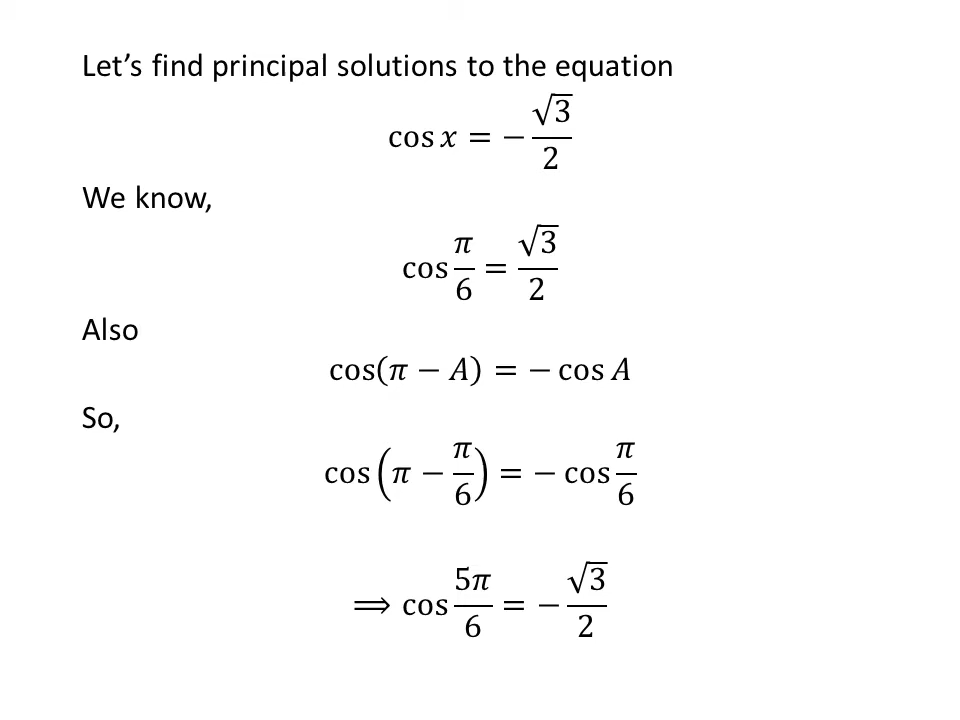 Let’s find principal solutions to the equation
cos 𝑥 = −√3/2
We know,
cos 𝜋/6 = √3/2
Also
cos(𝜋 − 𝐴) = − cos 𝐴
So,
cos (𝜋 − 𝜋/6) = − cos 𝜋/6
⟹ cos 5𝜋/6 = −√3/2